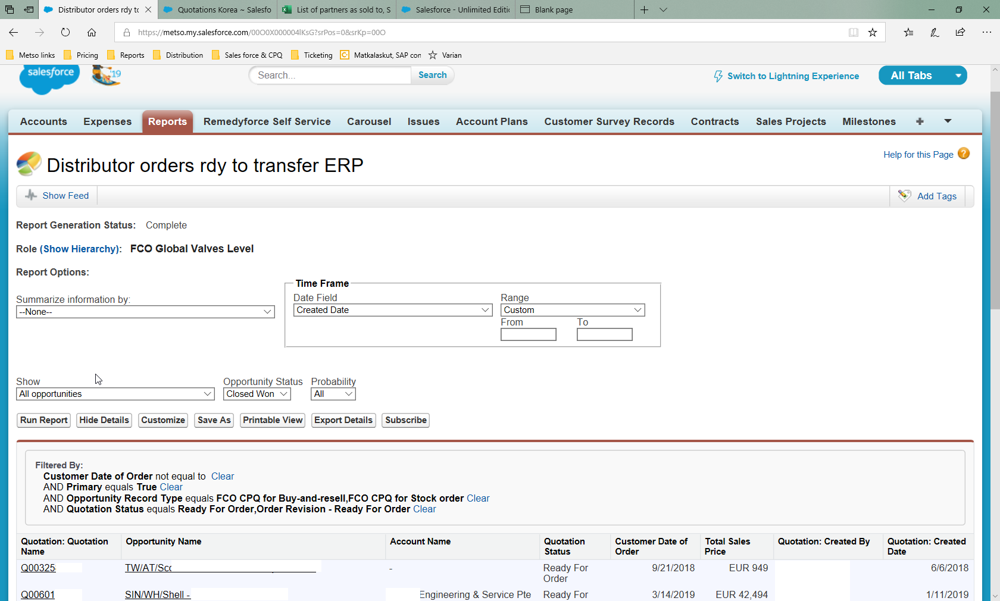 Distributor orders rdy to
Quotations Korea ~ Salesfo
List of partners as sold to, S
Salesforce - Unlimited Editi
Blank page
https://metso.my.salesforce.com/00O0X000004lKsG?srPos=0&srKp=00O
Metso links
Pricing
Reports
Distribution
Sales force & CPQ
Ticketing
Matkalaskut, SAP con
Varian
salesforce
'19
Search...
Search
Switch to Lightning Experience
All Tabs
Accounts
Expenses
Reports
Remedyforce Self Service
Carousel
Issues
Account Plans
Customer Survey Records
Contracts
Sales Projects
Milestones
Distributor orders rdy to transfer ERP
Help for this Page
Show Feed
Add Tags
Report Generation Status: Complete
Role (Show Hierarchy): FCO Global Valves Level
Report Options:
Summarize information by:
--None--
Time Frame
Date Field
Created Date
Range
Custom
From
To
Show
All opportunities
Opportunity Status
Closed Won
Probability
All
Run Report
Hide Details
Customize
Save As
Printable View
Export Details
Subscribe
Filtered By:
Customer Date of Order not equal to Clear
AND Primary equals True Clear
AND Opportunity Record Type equals FCO CPQ for Buy-and-resell,FCO CPQ for Stock order Clear
AND Quotation Status equals Ready For Order,Order Revision - Ready For Order Clear
Quotation: Quotation
Name
Opportunity Name
Account Name
Quotation
Status
Customer Date of
Order
Total Sales
Price
Quotation: Created By
Quotation: Created
Date
Q00325
TW/AT/Sco
-
Ready For
Order
9/21/2018
EUR 949
6/6/2018
Q00601
SIN/WH/Shell -
Engineering & Service Pte
Ready For
3/14/2019
EUR 42,494
1/11/2019